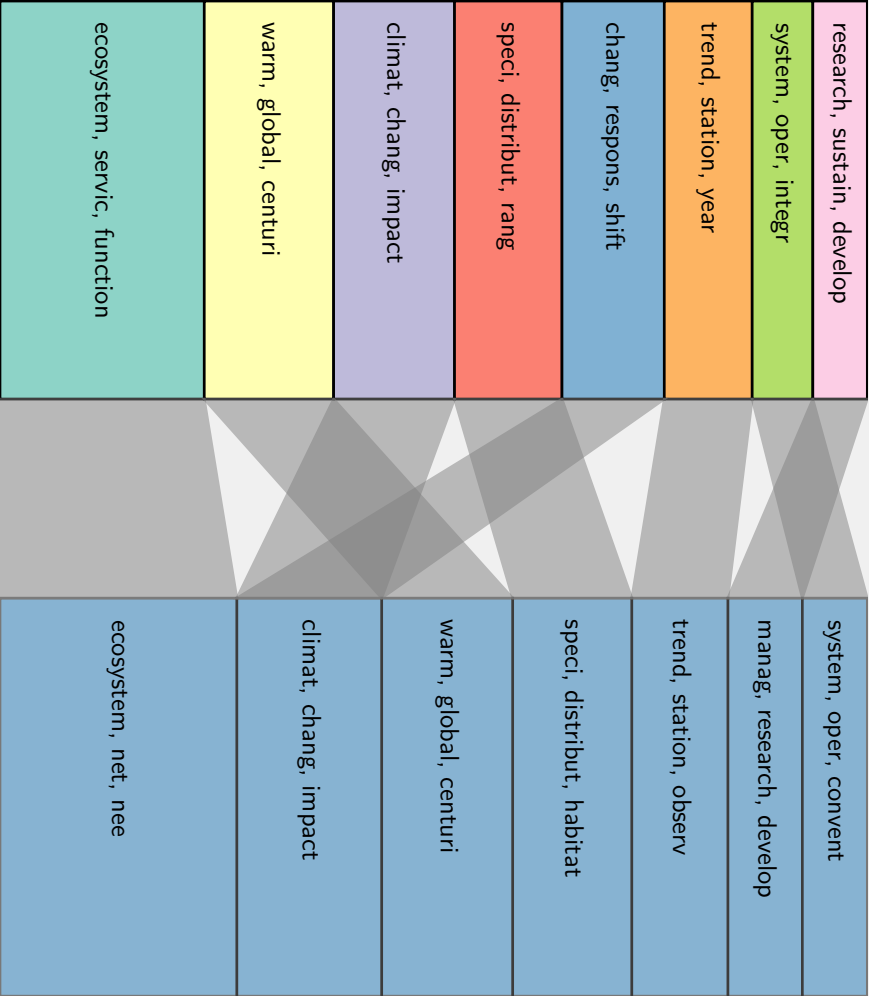 ecosystem, servic, function
warm, global, centuri
climat, chang, impact
speci, distribut, rang
chang, respons, shift
trend, station, year
system, oper, integr
research, sustain, develop
ecosystem, net, nee
climat, chang, impact
warm, global, centuri
speci, distribut, habitat
trend, station, observ
manag, research, develop
system, oper, convent